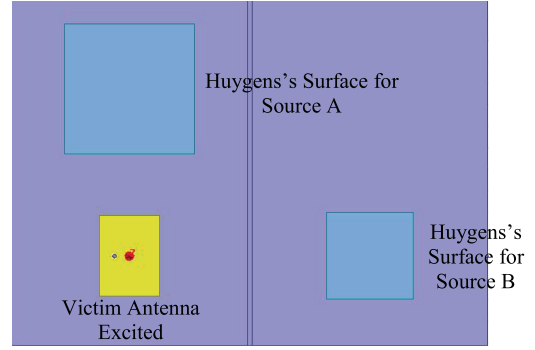 Huygens's Surface for
Source A
Huygens's
Surface for
Source B
Victim Antenna
Excited